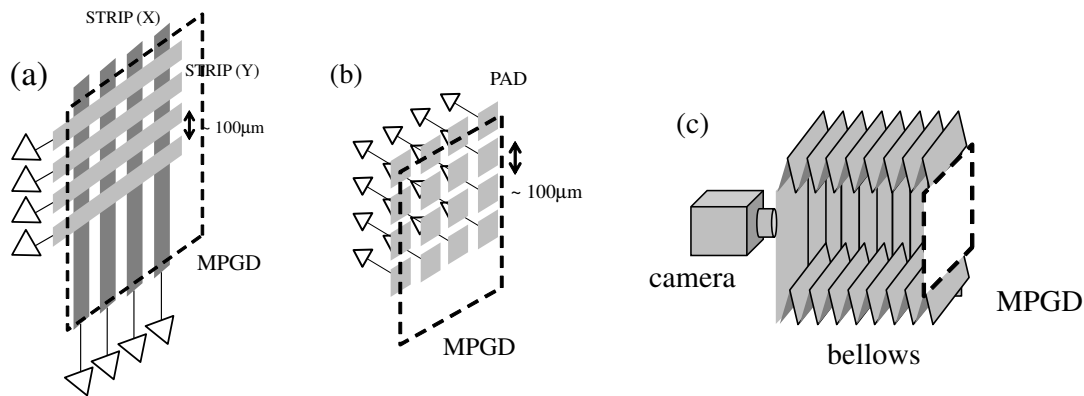 (a)
STRIP (X)
STRIP (Y)
~ 100μm
MPGD
(b)
PAD
~ 100μm
MPGD
(c)
camera
bellows
MPGD